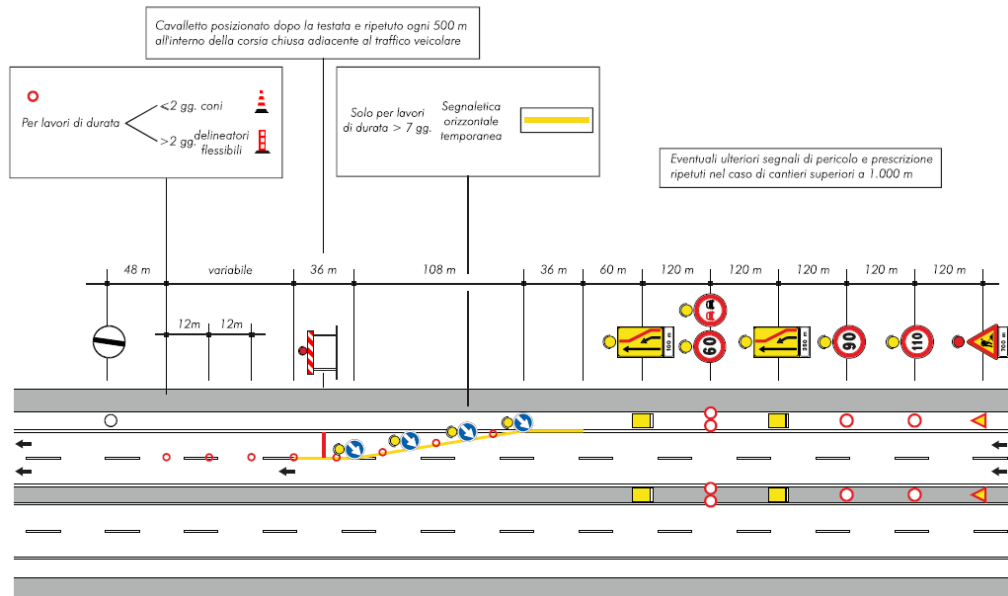 Cavalletto posizionato dopo la testata e ripetuto ogni 500 m
all'interno della corsia chiusa adiacente al traffico veicolare
Per lavori di durata
<2 gg. coni
>2 gg. delineatori
flessibili
Solo per lavori
di durata > 7 gg.
Segnaletica
orizzontale
temporanea
Eventuali ulteriori segnali di pericolo e prescrizione
ripetuti nel caso di cantieri superiori a 1.000 m
48 m
variabile
36 m
108 m
36 m
60 m
120 m
120 m
120 m
120 m
120 m
12m
12m
100 m
60
350 m
90
110
700 m